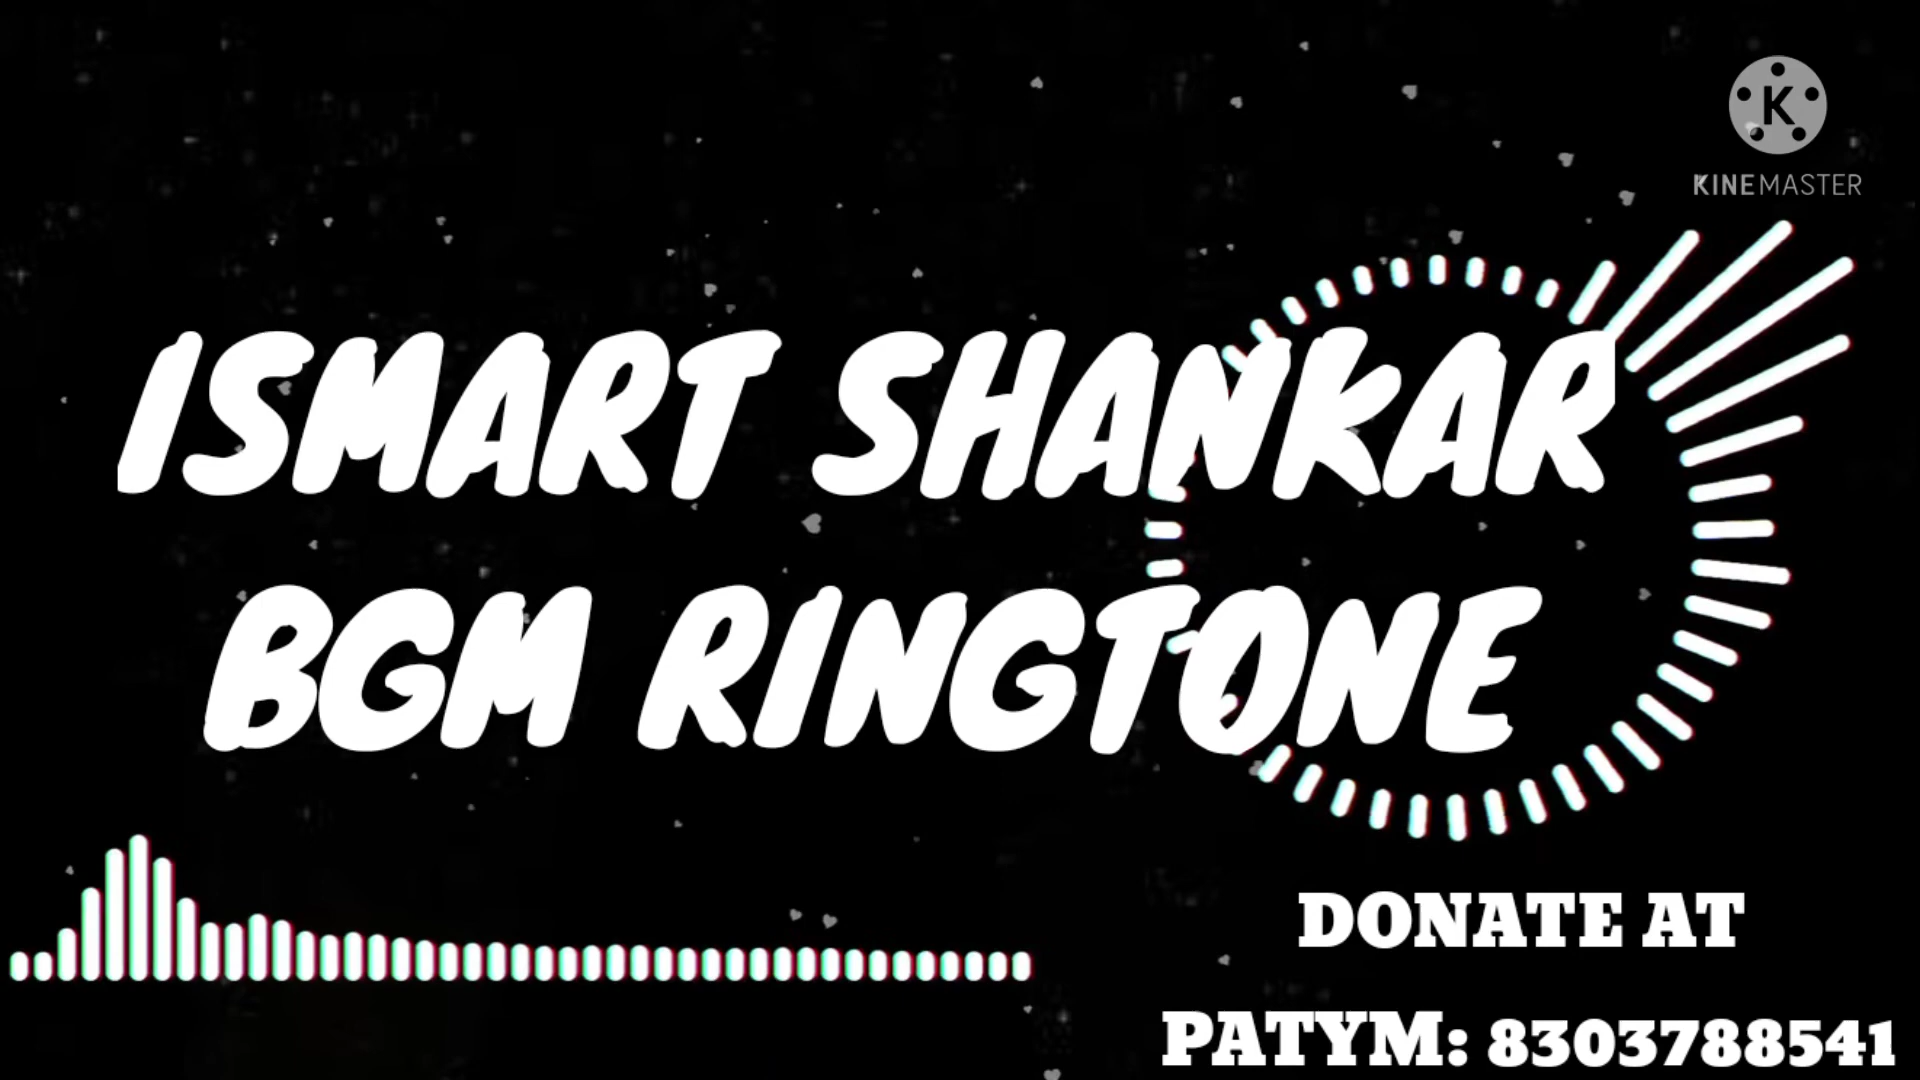 K
KINEMASTER
ISMART SHANKAR
BGM RINGTONE
DONATE AT
PATYM: 8303788541